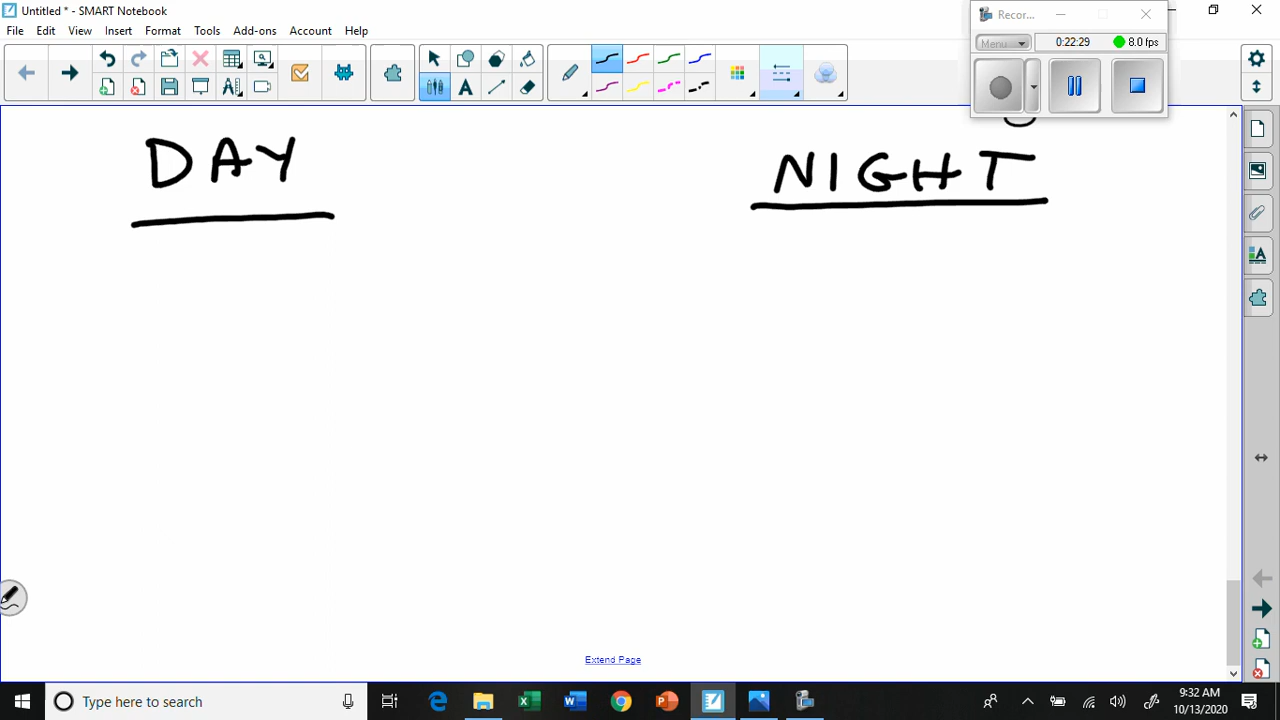 Untitled * - SMART Notebook
Recor...
File Edit View Insert Format Tools Add-ons Account Help
Menu 0:22:29 8.0 fps
DAY
NIGHT
Extend Page
Type here to search
9:32 AM
10/13/2020